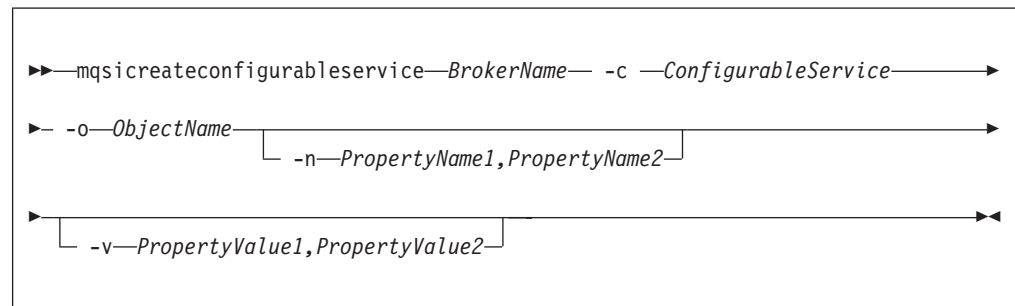 mqsicreateconfigurableservice BrokerName -c ConfigurableService
-o ObjectName
-n PropertyName1,PropertyName2
-v PropertyValue1,PropertyValue2